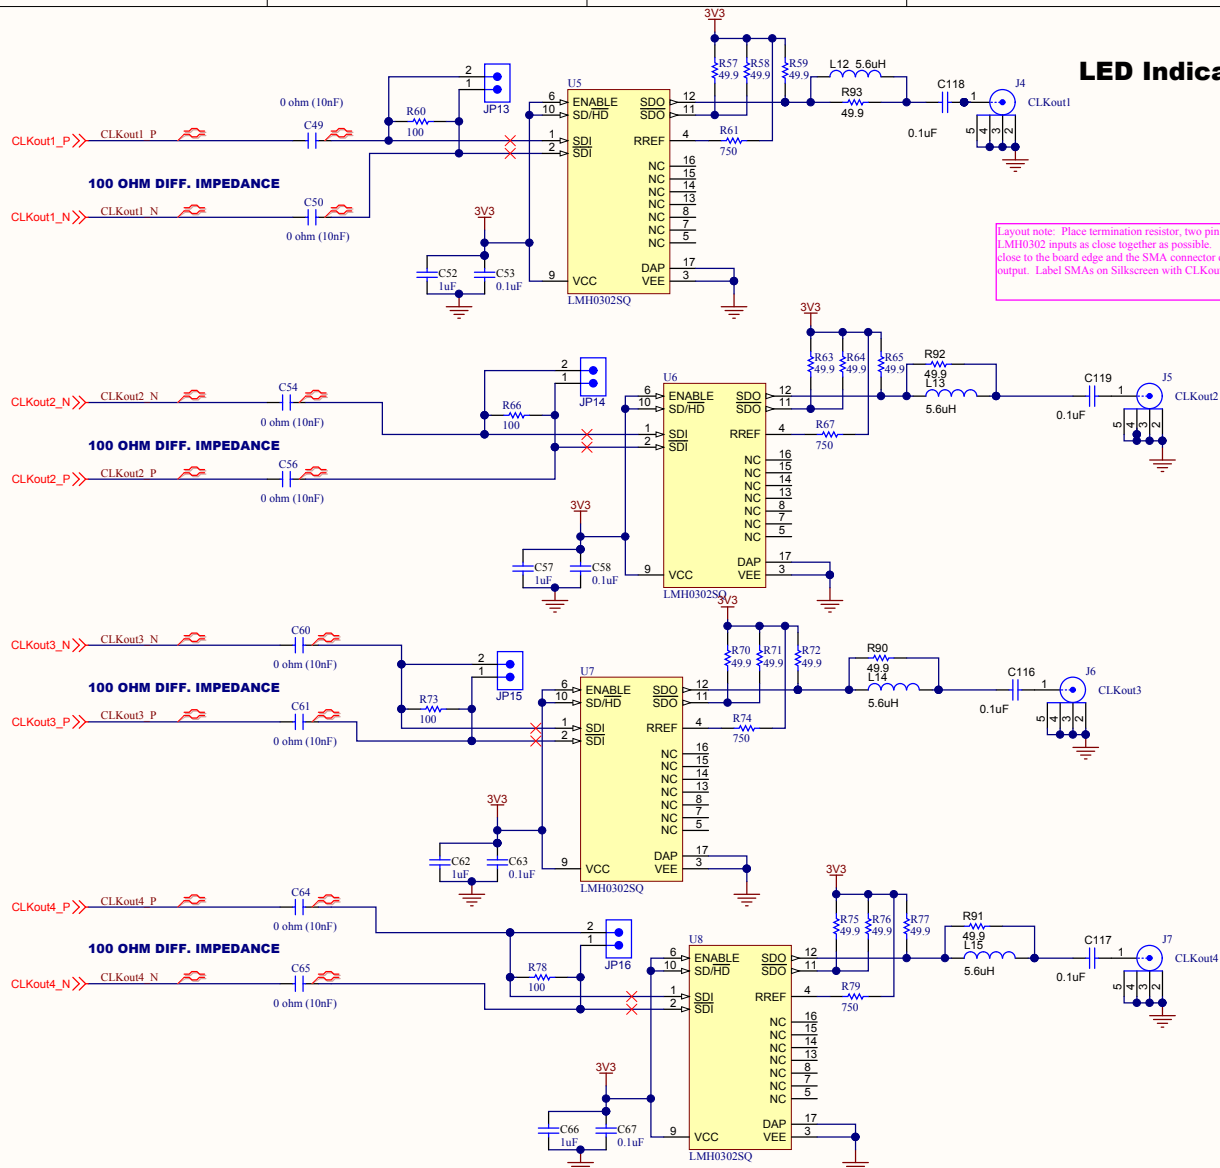 LED Indica
3V3
R57
49.9
R58
49.9
R59
49.9
L12 5.6uH
R93
49.9
C118
0.1uF
1
J4
CLKout1
5
4
3
2
2
1
JP13
R60
100
0 ohm (10nF)
C49
CLKout1_P
CLKout1_P
100 OHM DIFF. IMPEDANCE
CLKout1_N
CLKout1_N
C50
0 ohm (10nF)
U5
6 ENABLE
10 SD/HD
1 SDI
2 SDI
9 VCC
SDO 12
SDO 11
RREF 4
NC 16
NC 15
NC 14
NC 13
NC 8
NC 7
NC 5
DAP 17
VEE 3
LMH0302SQ
R61
750
3V3
C52
1uF
C53
0.1uF
Layout note: Place termination resistor, two pin
LMH0302 inputs as close together as possible.
close to the board edge and the SMA connector
output. Label SMAs on Silkscreen with CLKou
3V3
R63
49.9
R64
49.9
R65
49.9
R92
49.9
L13
5.6uH
C119
0.1uF
1
J5
CLKout2
5
4
3
2
2
1
JP14
R66
100
C54
0 ohm (10nF)
CLKout2_N
CLKout2_N
100 OHM DIFF. IMPEDANCE
CLKout2_P
CLKout2_P
C56
0 ohm (10nF)
U6
6 ENABLE
10 SD/HD
1 SDI
2 SDI
9 VCC
SDO 12
SDO 11
RREF 4
NC 16
NC 15
NC 14
NC 13
NC 8
NC 7
NC 5
DAP 17
VEE 3
LMH0302SQ
R67
750
3V3
C57
1uF
C58
0.1uF
3V3
R70
49.9
R71
49.9
R72
49.9
R90
49.9
L14
5.6uH
C116
0.1uF
1
J6
CLKout3
5
4
3
2
2
1
JP15
R73
100
C60
0 ohm (10nF)
CLKout3_N
CLKout3_N
100 OHM DIFF. IMPEDANCE
CLKout3_P
CLKout3_P
C61
0 ohm (10nF)
U7
6 ENABLE
10 SD/HD
1 SDI
2 SDI
9 VCC
SDO 12
SDO 11
RREF 4
NC 16
NC 15
NC 14
NC 13
NC 8
NC 7
NC 5
DAP 17
VEE 3
LMH0302SQ
R74
750
3V3
C62
1uF
C63
0.1uF
3V3
R75
49.9
R76
49.9
R77
49.9
R91
49.9
L15
5.6uH
C117
0.1uF
1
J7
CLKout4
5
4
3
2
2
1
JP16
R78
100
C64
0 ohm (10nF)
CLKout4_P
CLKout4_P
100 OHM DIFF. IMPEDANCE
CLKout4_N
CLKout4_N
C65
0 ohm (10nF)
U8
6 ENABLE
10 SD/HD
1 SDI
2 SDI
9 VCC
SDO 12
SDO 11
RREF 4
NC 16
NC 15
NC 14
NC 13
NC 8
NC 7
NC 5
DAP 17
VEE 3
LMH0302SQ
R79
750
3V3
C66
1uF
C67
0.1uF